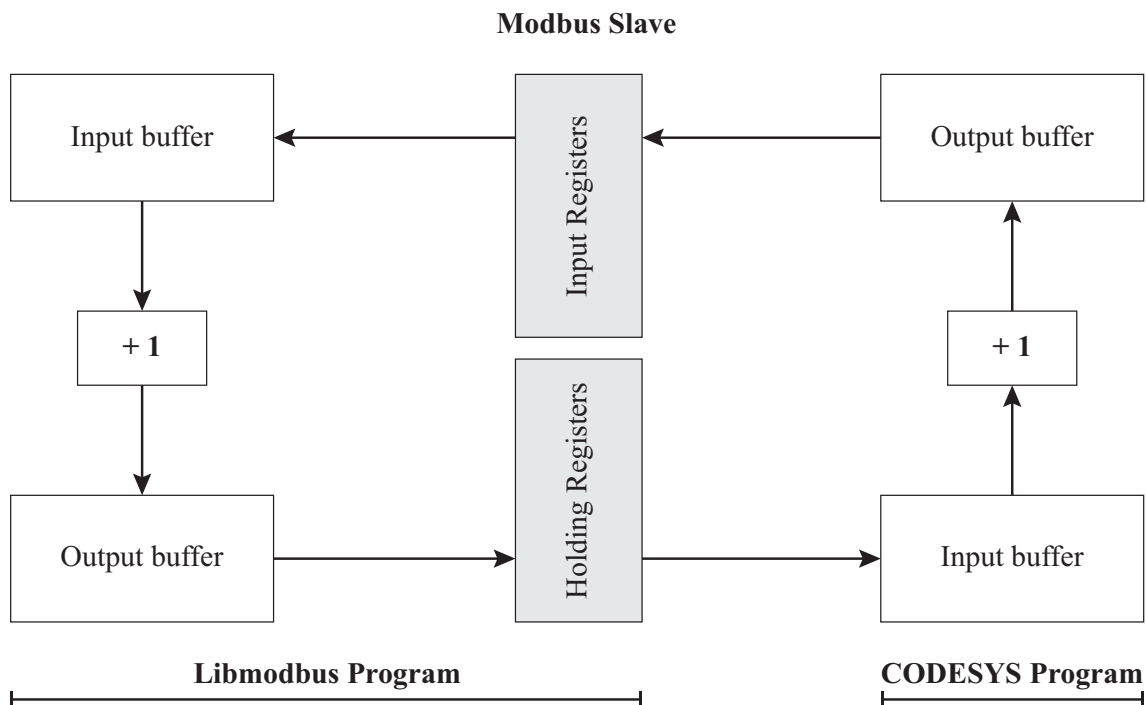 Modbus Slave
Input buffer
Input Registers
Output buffer
+ 1
+ 1
Output buffer
Holding Registers
Input buffer
Libmodbus Program
CODESYS Program